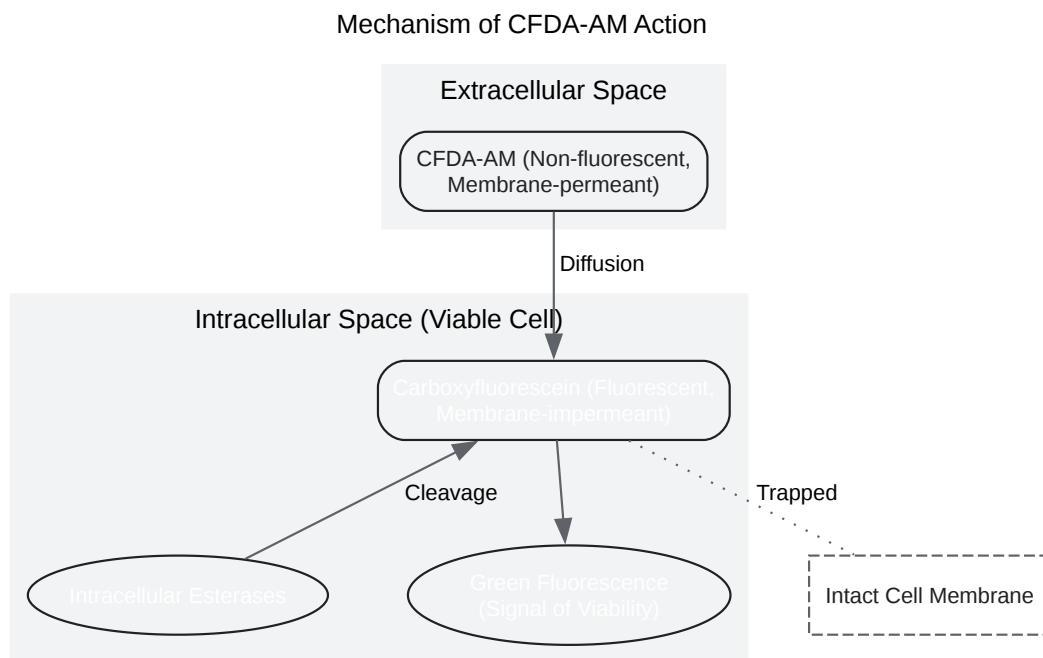 Mechanism of CFDA-AM Action
Extracellular Space
CFDA-AM (Non-fluorescent,
Membrane-permeant)
Diffusion
Intracellular Space (Viable Cell)
Carboxyfluorescein (Fluorescent,
Membrane-impermeant)
Cleavage
Trapped
Intracellular Esterases
Green Fluorescence
(Signal of Viability)
Intact Cell Membrane